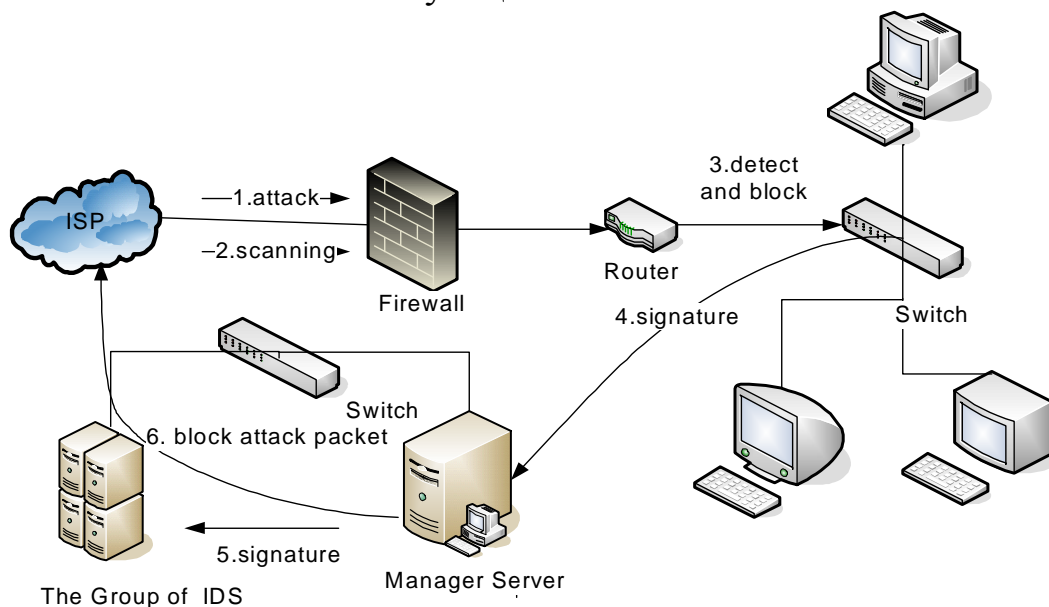 3.detect
and block
1.attack
ISP
2.scanning
Router
Firewall
4.signature
Switch
Switch
6. block attack packet
5.signature
Manager Server
The Group of IDS